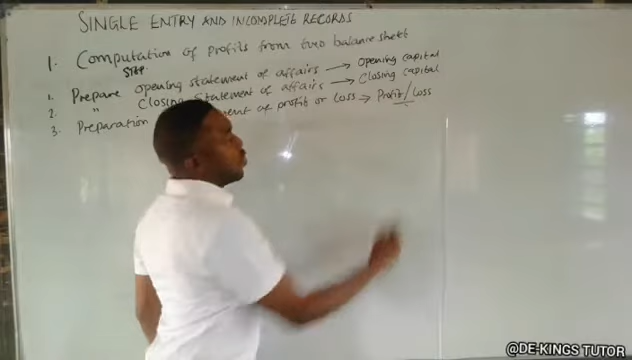 SINGLE ENTRY AND INCOMPLETE RECORDS
1. Computation of profits from two balance sheet
STEP
1. Prepare opening statement of affairs → opening capital
2. " Closing Statement of affairs → Closing capital
3. Preparation ment of profit or Loss → Profit/Loss
@DE-KINGS TUTOR